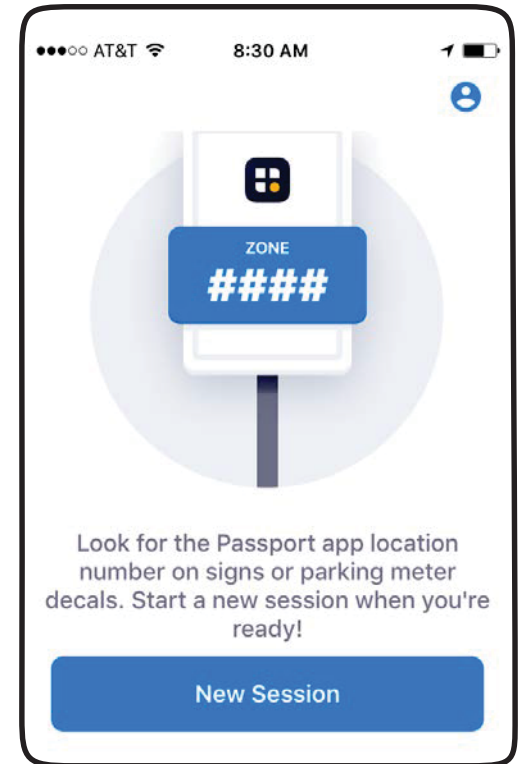 AT&T 8:30 AM
ZONE
####
Look for the Passport app location
number on signs or parking meter
decals. Start a new session when you're
ready!
New Session